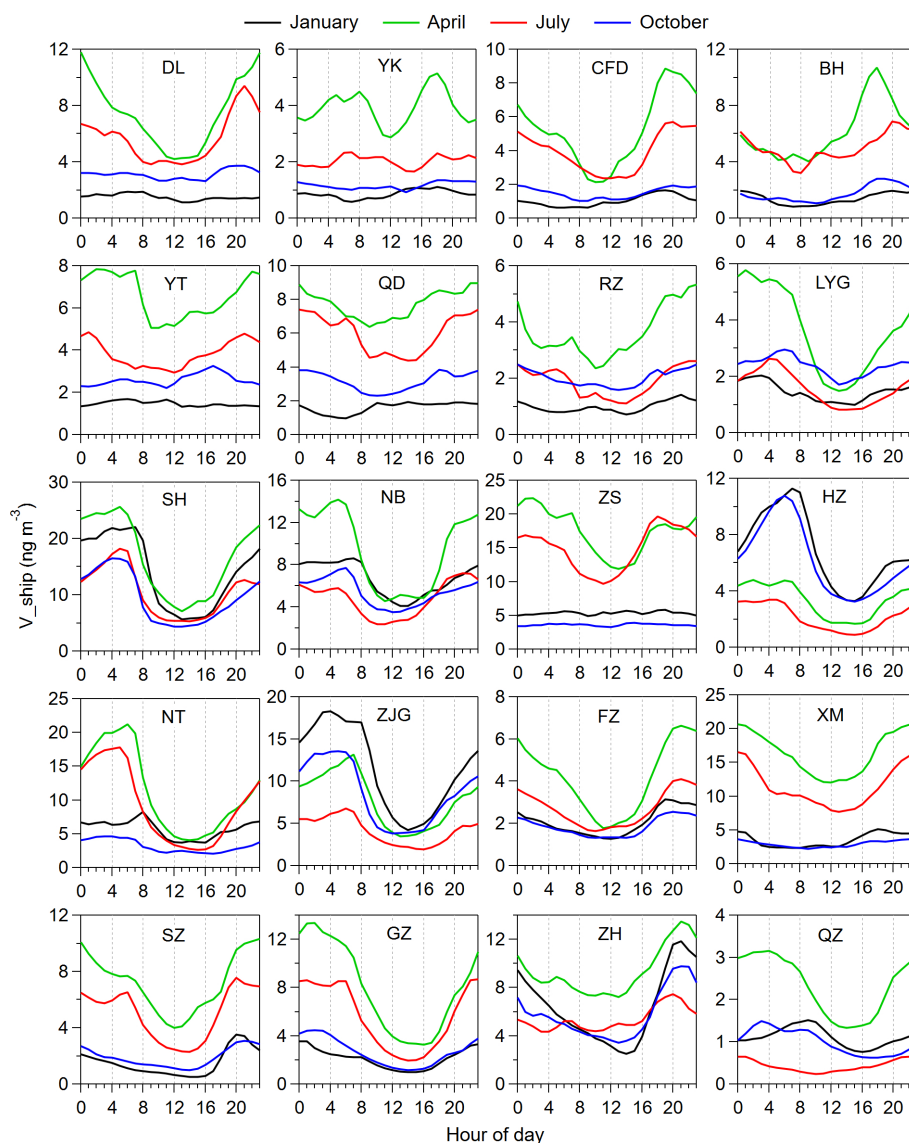 January April July October
DL YK CFD BH
12 6 10 12
8 4 8 8
6
4 2 4 4
2
0 0 0 0
0 4 8 12 16 20 0 4 8 12 16 20 0 4 8 12 16 20 0 4 8 12 16 20
YT QD RZ LYG
8 10 6 6
8
6 4 4
6
4
4 2 2
2 2
0 0 0 0
0 4 8 12 16 20 0 4 8 12 16 20 0 4 8 12 16 20 0 4 8 12 16 20
V_ship (ng m⁻³)
SH NB ZS HZ
30 16 25 12
20 12 20 8
15
8 10
10 4 5 4
0 0 0 0
0 4 8 12 16 20 0 4 8 12 16 20 0 4 8 12 16 20 0 4 8 12 16 20
NT ZJG FZ XM
25 20 8 25
20 15 6 20
15 15
10 10 4 10
5 5 2 5
0 0 0 0
0 4 8 12 16 20 0 4 8 12 16 20 0 4 8 12 16 20 0 4 8 12 16 20
SZ GZ ZH QZ
12 12 12 4
8 8 8 3
2
4 4 4 1
0 0 0 0
0 4 8 12 16 20 0 4 8 12 16 20 0 4 8 12 16 20 0 4 8 12 16 20
Hour of day